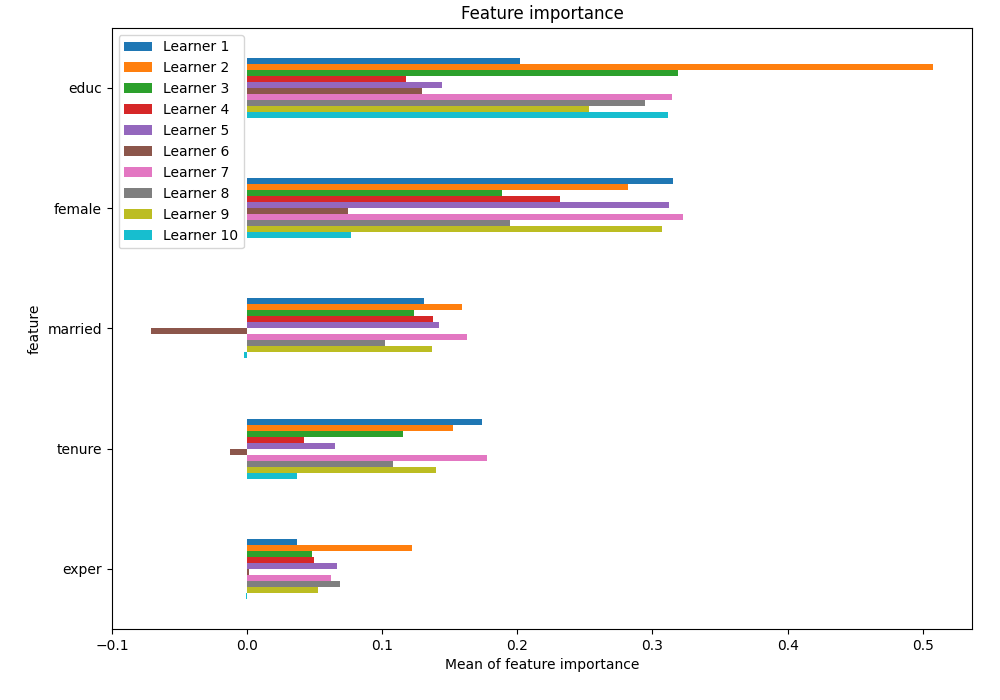 Feature importance
Learner 1
Learner 2
Learner 3
Learner 4
Learner 5
Learner 6
Learner 7
Learner 8
Learner 9
Learner 10
educ
female
married
tenure
exper
feature
−0.1 0.0 0.1 0.2 0.3 0.4 0.5
Mean of feature importance